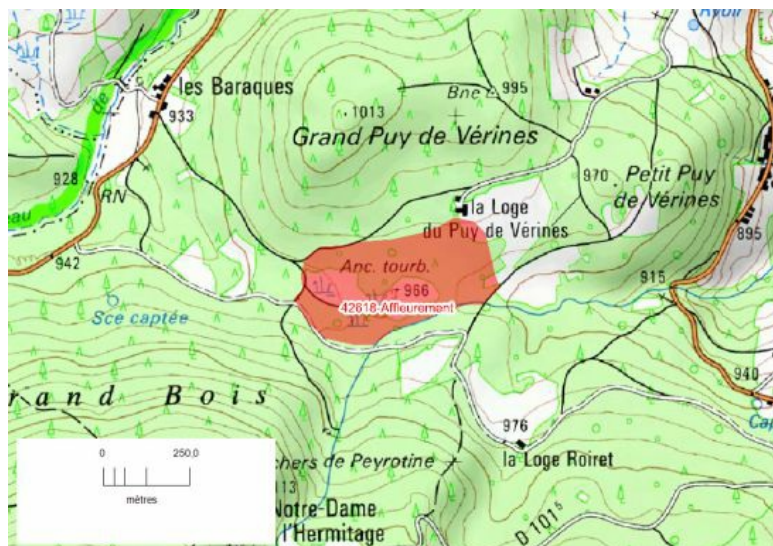 les Baraques
933
995
Bne
1013
Grand Puy de Vérines
970
Petit Puy
de Vérines
928
RN
la Loge
du Puy de Vérines
895
942
Anc. tourb.
966
915
42618-Affleurement
Sce captée
940
rand Bois
976
0 250,0
mètres
chers de Peyrotine
la Loge Roiret
Notre-Dame
l'Hermitage
D 101⁵